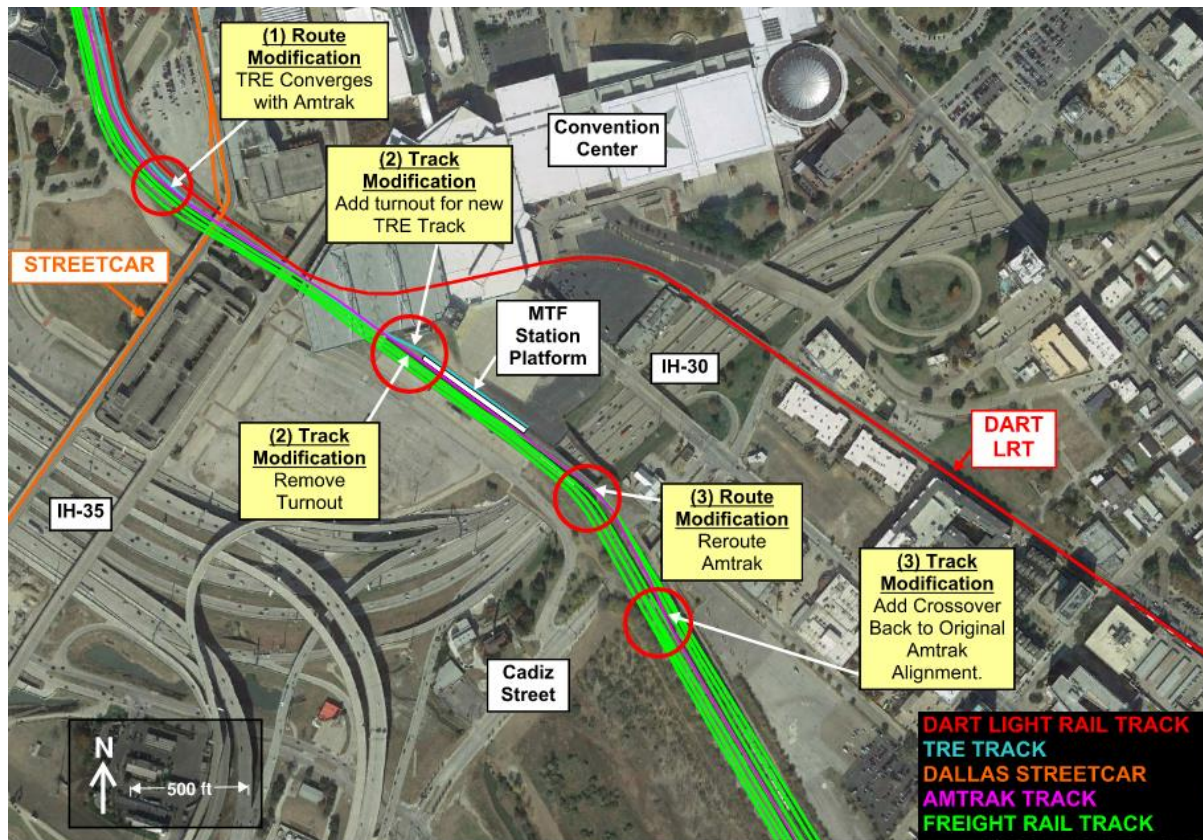 (1) Route
Modification
TRE Converges
with Amtrak
(2) Track
Modification
Add turnout for new
TRE Track
Convention
Center
STREETCAR
MTF
Station
Platform
IH-30
DART
LRT
(2) Track
Modification
Remove
Turnout
IH-35
(3) Route
Modification
Reroute
Amtrak
(3) Track
Modification
Add Crossover
Back to Original
Amtrak
Alignment.
Cadiz
Street
N
500 ft
DART LIGHT RAIL TRACK
TRE TRACK
DALLAS STREETCAR
AMTRAK TRACK
FREIGHT RAIL TRACK